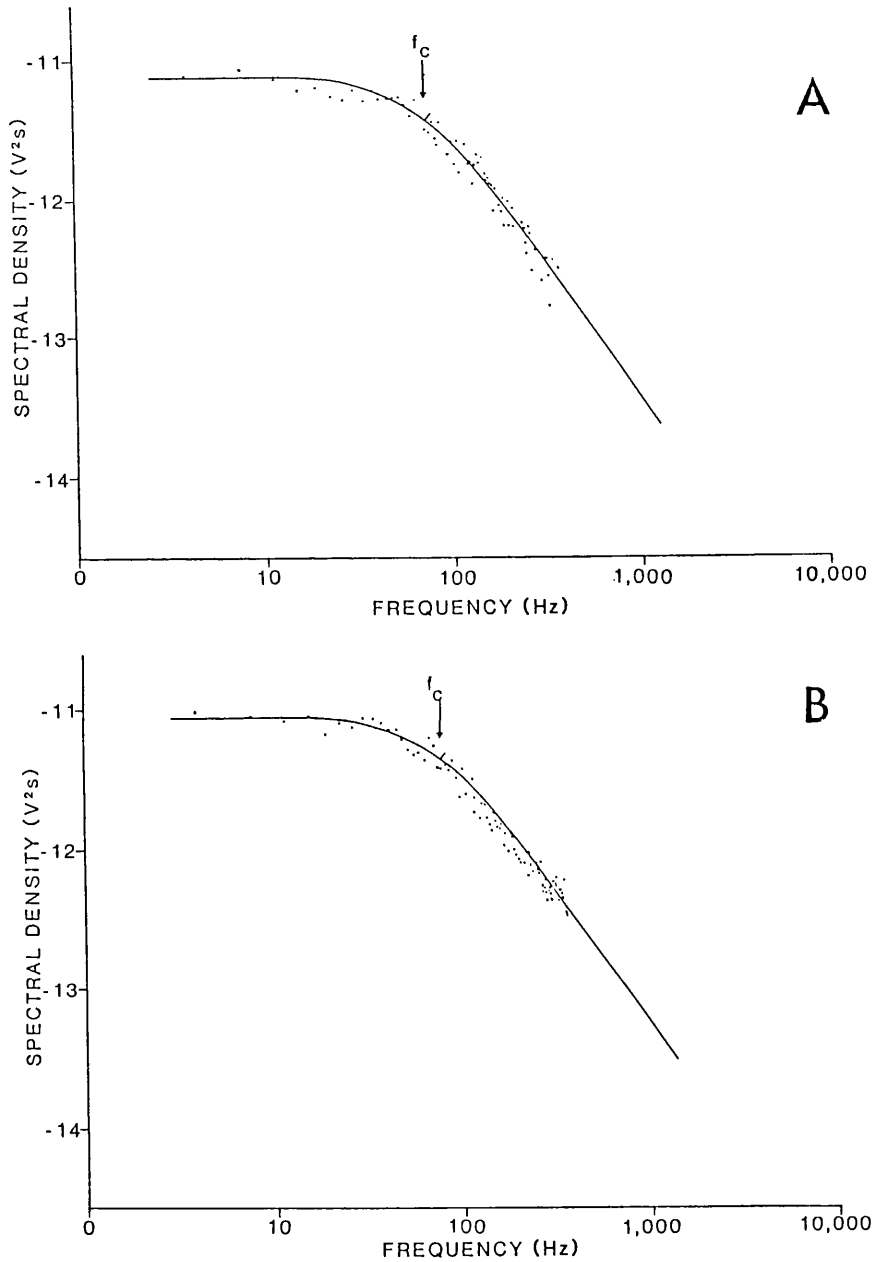 A
f_c
SPECTRAL DENSITY (V²s)
-11
-12
-13
-14
0 10 100 1,000 10,000
FREQUENCY (Hz)
B
f_c
SPECTRAL DENSITY (V²s)
-11
-12
-13
-14
0 10 100 1,000 10,000
FREQUENCY (Hz)